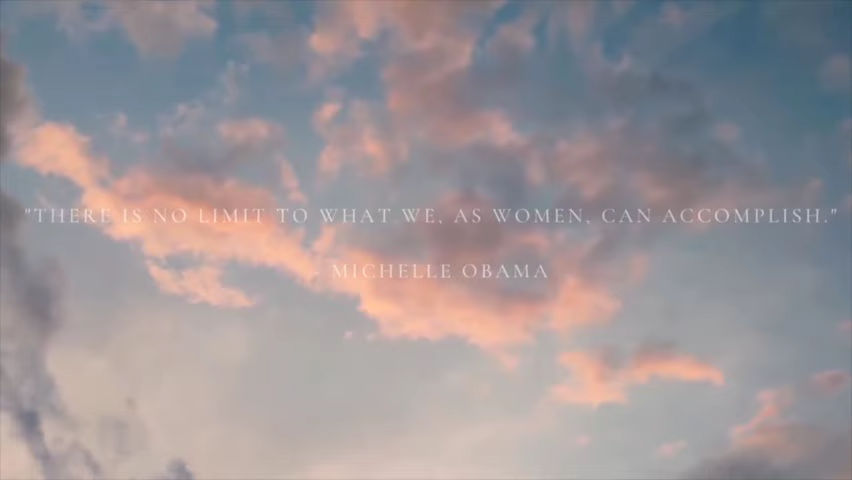 "THERE IS NO LIMIT TO WHAT WE, AS WOMEN, CAN ACCOMPLISH."
- MICHELLE OBAMA